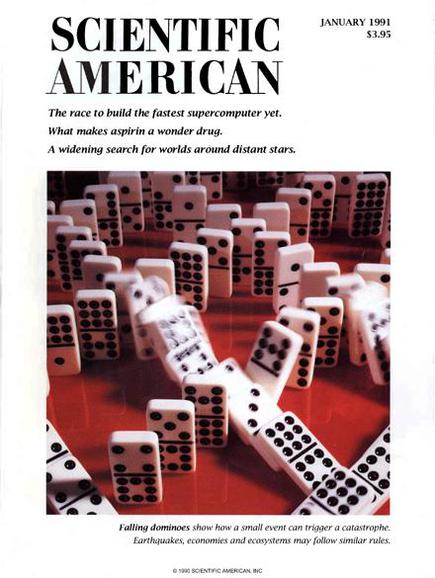 SCIENTIFIC
AMERICAN
JANUARY 1991
$3.95
The race to build the fastest supercomputer yet.
What makes aspirin a wonder drug.
A widening search for worlds around distant stars.
Falling dominoes show how a small event can trigger a catastrophe.
Earthquakes, economies and ecosystems may follow similar rules.
© 1990 SCIENTIFIC AMERICAN, INC